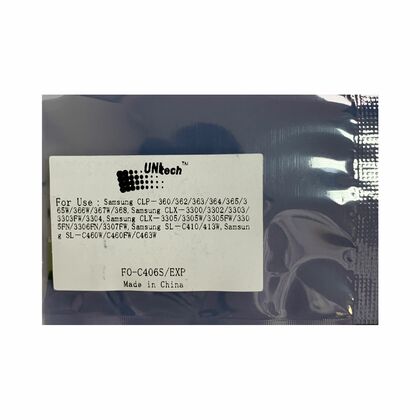 UNItech™
For Use : Samsung CLP-360/362/363/364/365/3
65W/366W/367W/368, Samsung CLX-3300/3302/3303/
3303FW/3304, Samsung CLX-3305/3305W/3305FW/330
5FN/3306FN/3307FW, Samsung SL-C410/413W, Samsun
g SL-C460W/C460FW/C463W
FO-C406S/EXP
Made in China